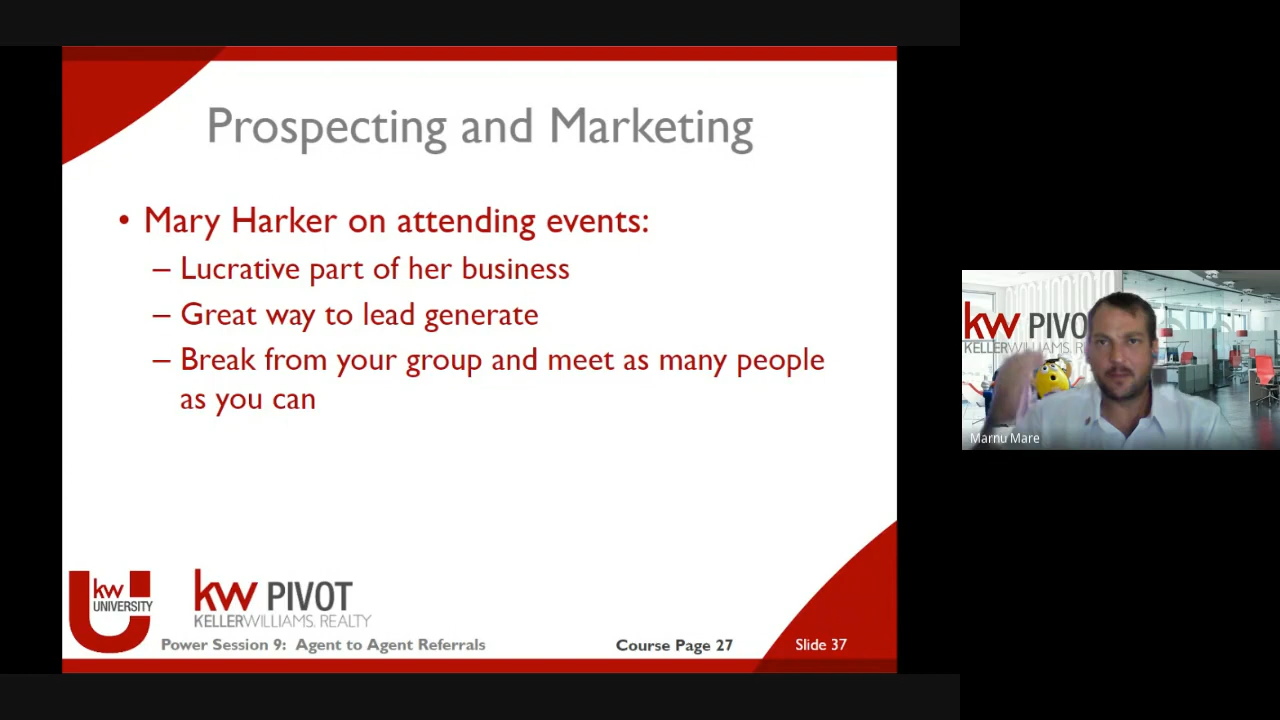 Prospecting and Marketing
• Mary Harker on attending events:
– Lucrative part of her business
– Great way to lead generate
– Break from your group and meet as many people
as you can
kw
UNIVERSITY
kw PIVOT
KELLERWILLIAMS. REALTY
Power Session 9: Agent to Agent Referrals
Course Page 27
Slide 37
kw PIVO
KELLERWILLIAMS. RE
Marnu Mare